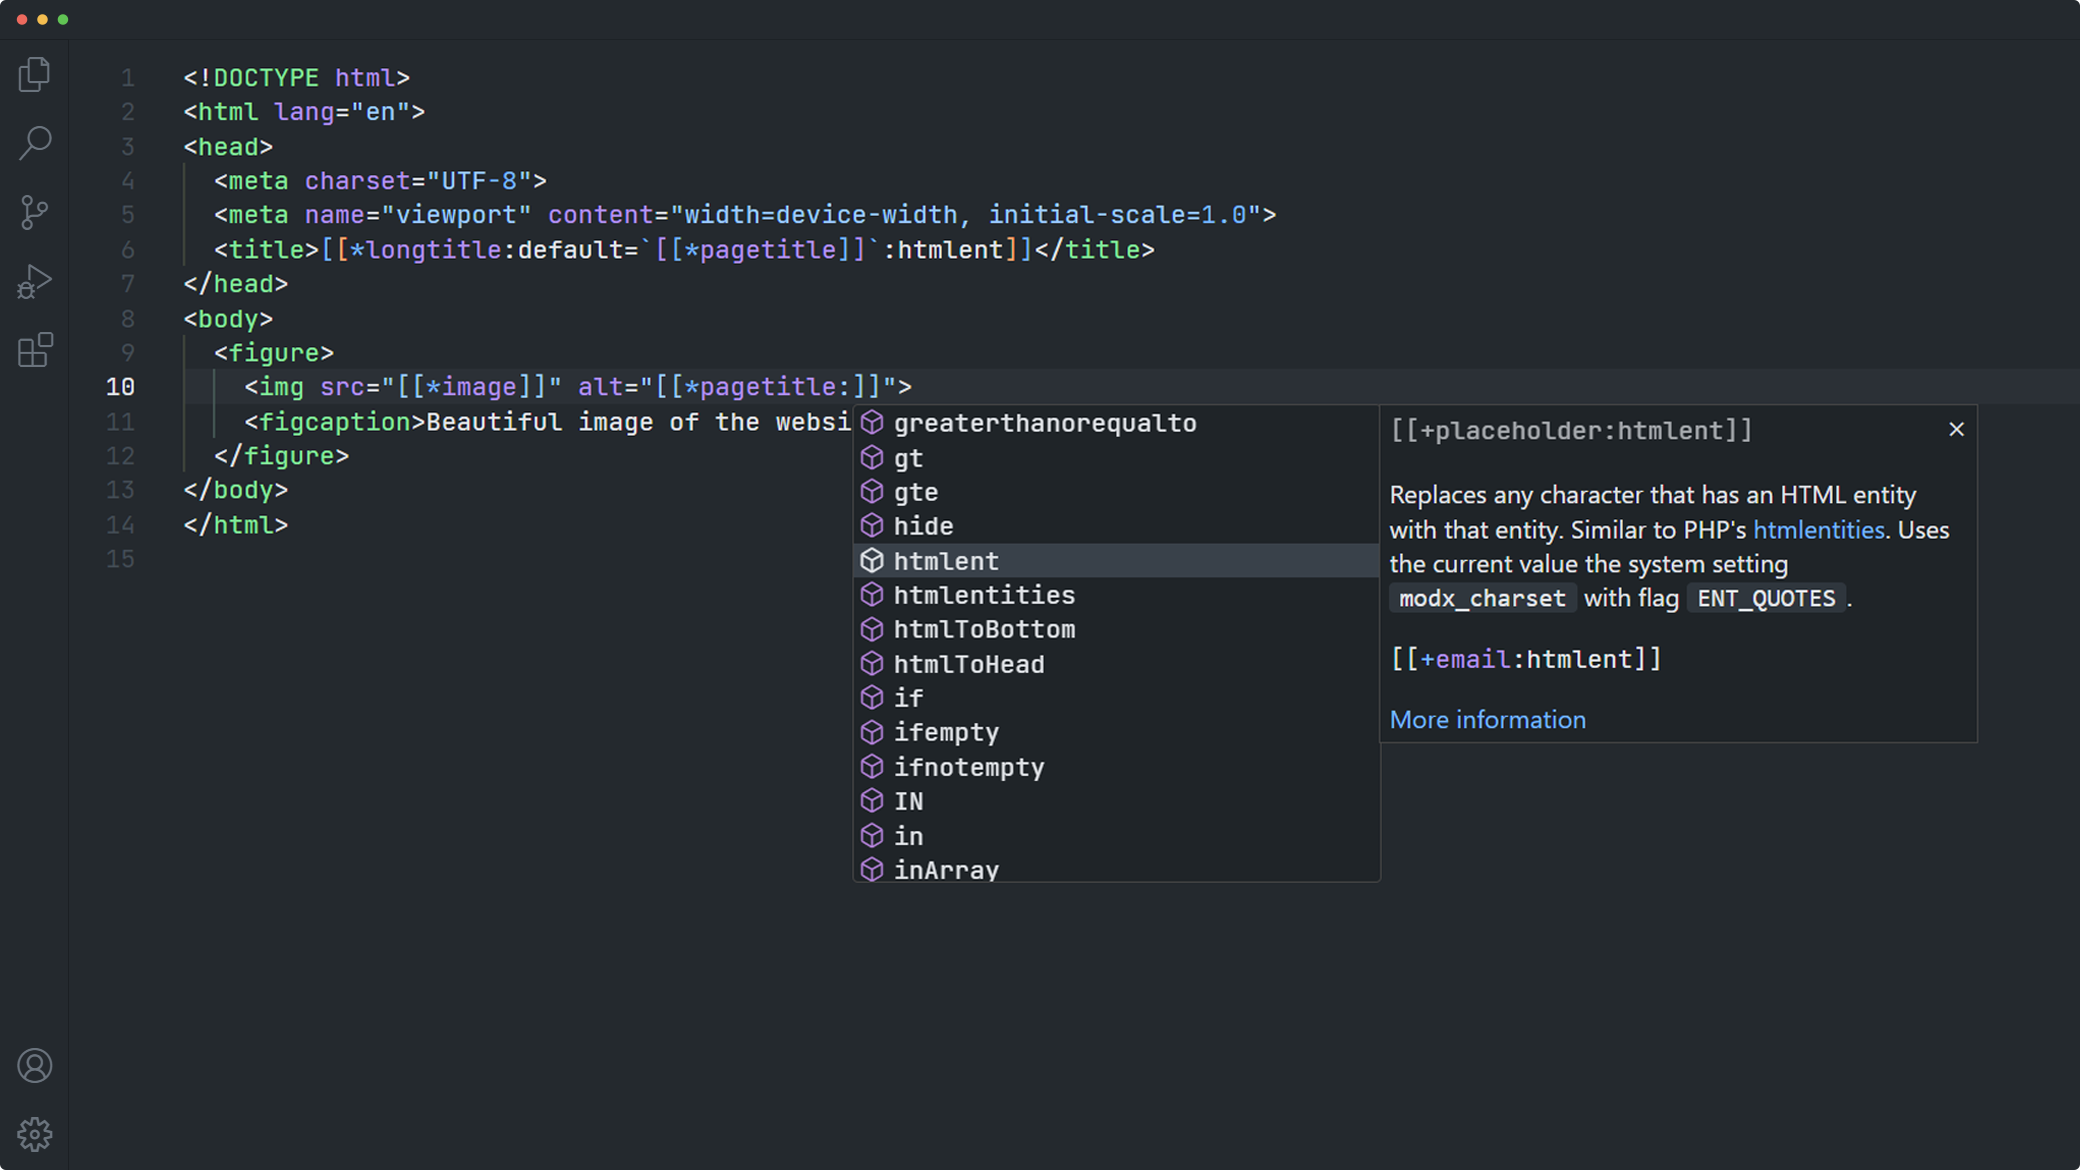 1 <!DOCTYPE html>
2 <html lang="en">
3 <head>
4 <meta charset="UTF-8">
5 <meta name="viewport" content="width=device-width, initial-scale=1.0">
6 <title>[[*longtitle:default=`[[*pagetitle]]`:htmlent]]</title>
7 </head>
8 <body>
9 <figure>
10 <img src="[[*image]]" alt="[[*pagetitle:]]">
11 <figcaption>Beautiful image of the websi
12 </figure>
13 </body>
14 </html>
15
greaterthanorequalto
gt
gte
hide
htmlent
htmlentities
htmlToBottom
htmlToHead
if
ifempty
ifnotempty
IN
in
inArray
[[+placeholder:htmlent]]
Replaces any character that has an HTML entity
with that entity. Similar to PHP's htmlentities. Uses
the current value the system setting
modx_charset with flag ENT_QUOTES .
[[+email:htmlent]]
More information